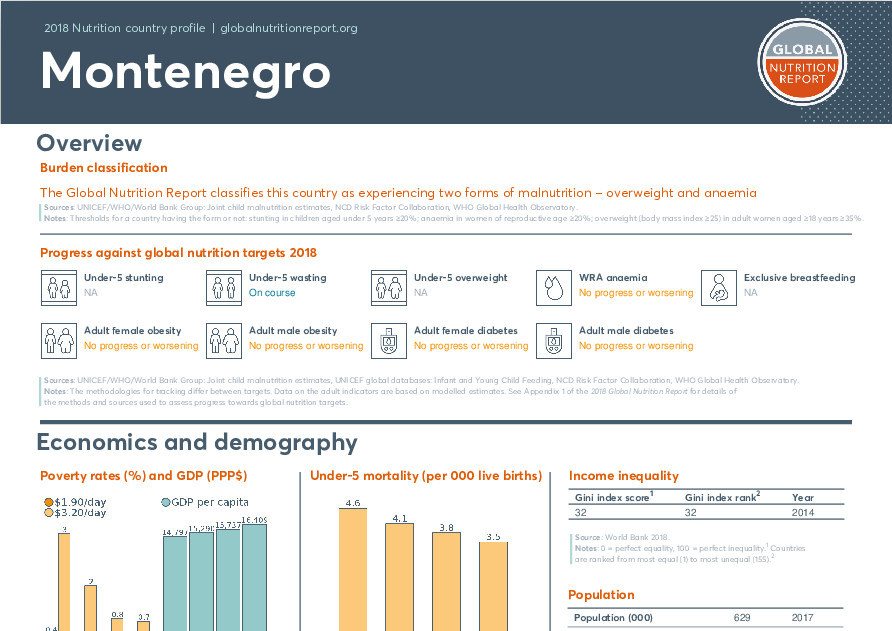 2018 Nutrition country profile | globalnutritionreport.org
Montenegro
GLOBAL
NUTRITION
REPORT
Overview
Burden classification
The Global Nutrition Report classifies this country as experiencing two forms of malnutrition – overweight and anaemia
Sources: UNICEF/WHO/World Bank Group: Joint child malnutrition estimates, NCD Risk Factor Collaboration, WHO Global Health Observatory.
Notes: Thresholds for a country having the form or not: stunting in children aged under 5 years ≥20%; anaemia in women of reproductive age ≥20%; overweight (body mass index ≥25) in adult women aged ≥18 years ≥35%.
Progress against global nutrition targets 2018
Under-5 stunting
NA
Under-5 wasting
On course
Under-5 overweight
NA
WRA anaemia
No progress or worsening
Exclusive breastfeeding
NA
Adult female obesity
No progress or worsening
Adult male obesity
No progress or worsening
Adult female diabetes
No progress or worsening
Adult male diabetes
No progress or worsening
Sources: UNICEF/WHO/World Bank Group: Joint child malnutrition estimates, UNICEF global databases: Infant and Young Child Feeding, NCD Risk Factor Collaboration, WHO Global Health Observatory.
Notes: The methodologies for tracking differ between targets. Data on the adult indicators are based on modelled estimates. See Appendix 1 of the 2018 Global Nutrition Report for details of
the methods and sources used to assess progress towards global nutrition targets.
Economics and demography
Poverty rates (%) and GDP (PPP$)
$1.90/day
$3.20/day
GDP per capita
3
2
0.8
0.7
0.4
14,797
15,290
15,737
16,409
Under-5 mortality (per 000 live births)
4.6
4.1
3.8
3.5
Income inequality
Gini index score1 Gini index rank2 Year
32 32 2014
Source: World Bank 2018.
Notes: 0 = perfect equality, 100 = perfect inequality.1 Countries
are ranked from most equal (1) to most unequal (155).2
Population
Population (000) 629 2017